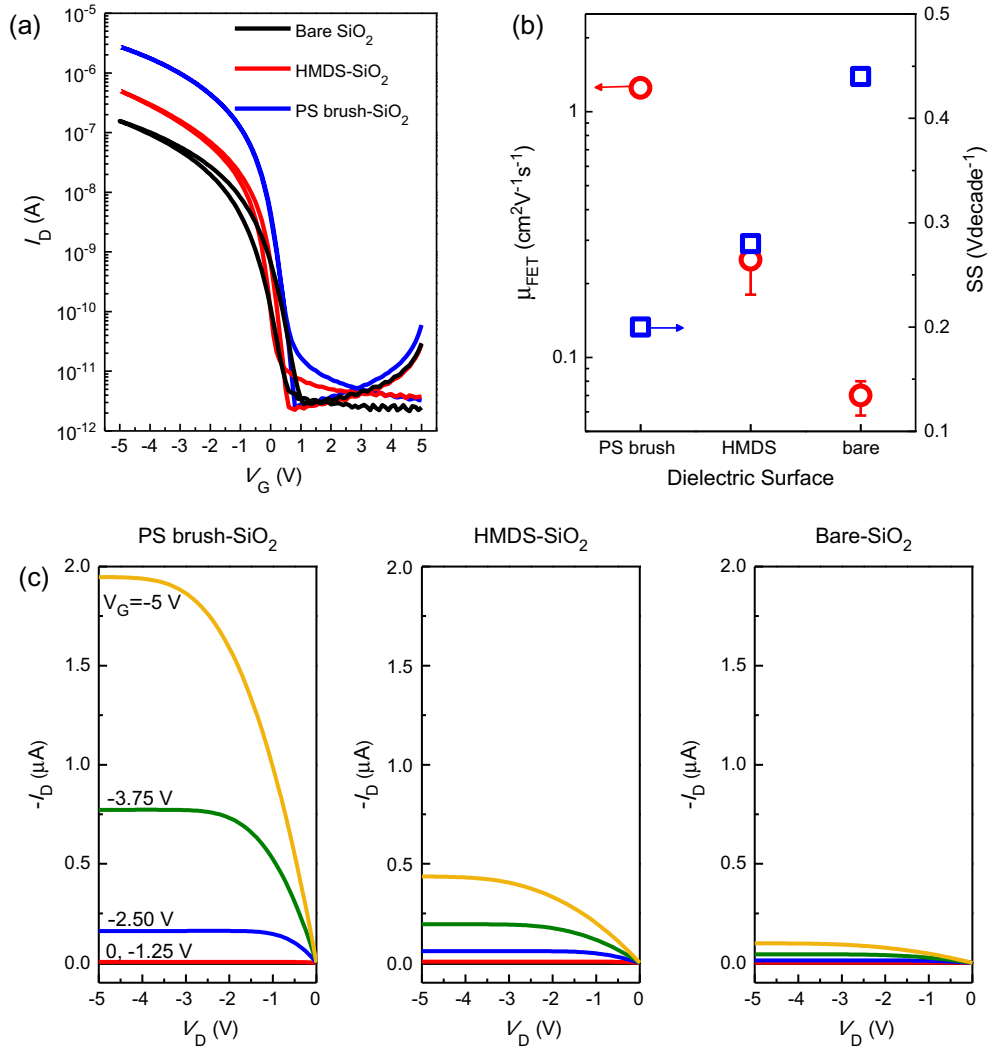 (a)
10⁻⁵
10⁻⁶
10⁻⁷
10⁻⁸
10⁻⁹
10⁻¹⁰
10⁻¹¹
10⁻¹²
I_D (A)
Bare SiO₂
HMDS-SiO₂
PS brush-SiO₂
-5 -4 -3 -2 -1 0 1 2 3 4 5
V_G (V)
(b)
1
0.1
μ_FET (cm²V⁻¹s⁻¹)
0.5
0.4
0.3
0.2
0.1
SS (Vdecade⁻¹)
PS brush HMDS bare
Dielectric Surface
(c)
PS brush-SiO₂
2.0
1.5
1.0
0.5
0.0
-I_D (μA)
V_G=-5 V
-3.75 V
-2.50 V
0, -1.25 V
-5 -4 -3 -2 -1 0
V_D (V)
HMDS-SiO₂
2.0
1.5
1.0
0.5
0.0
-I_D (μA)
-5 -4 -3 -2 -1 0
V_D (V)
Bare-SiO₂
2.0
1.5
1.0
0.5
0.0
-I_D (μA)
-5 -4 -3 -2 -1 0
V_D (V)